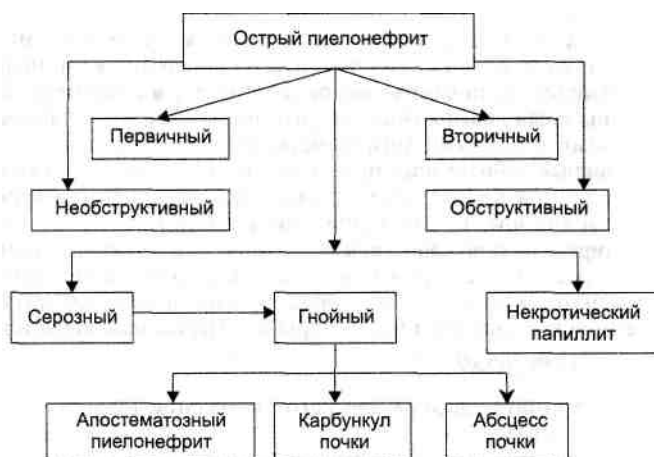 Острый пиелонефрит
Первичный
Вторичный
Необструктивный
Обструктивный
Серозный
Гнойный
Некротический
папиллит
Апостематозный
пиелонефрит
Карбункул
почки
Абсцесс
почки